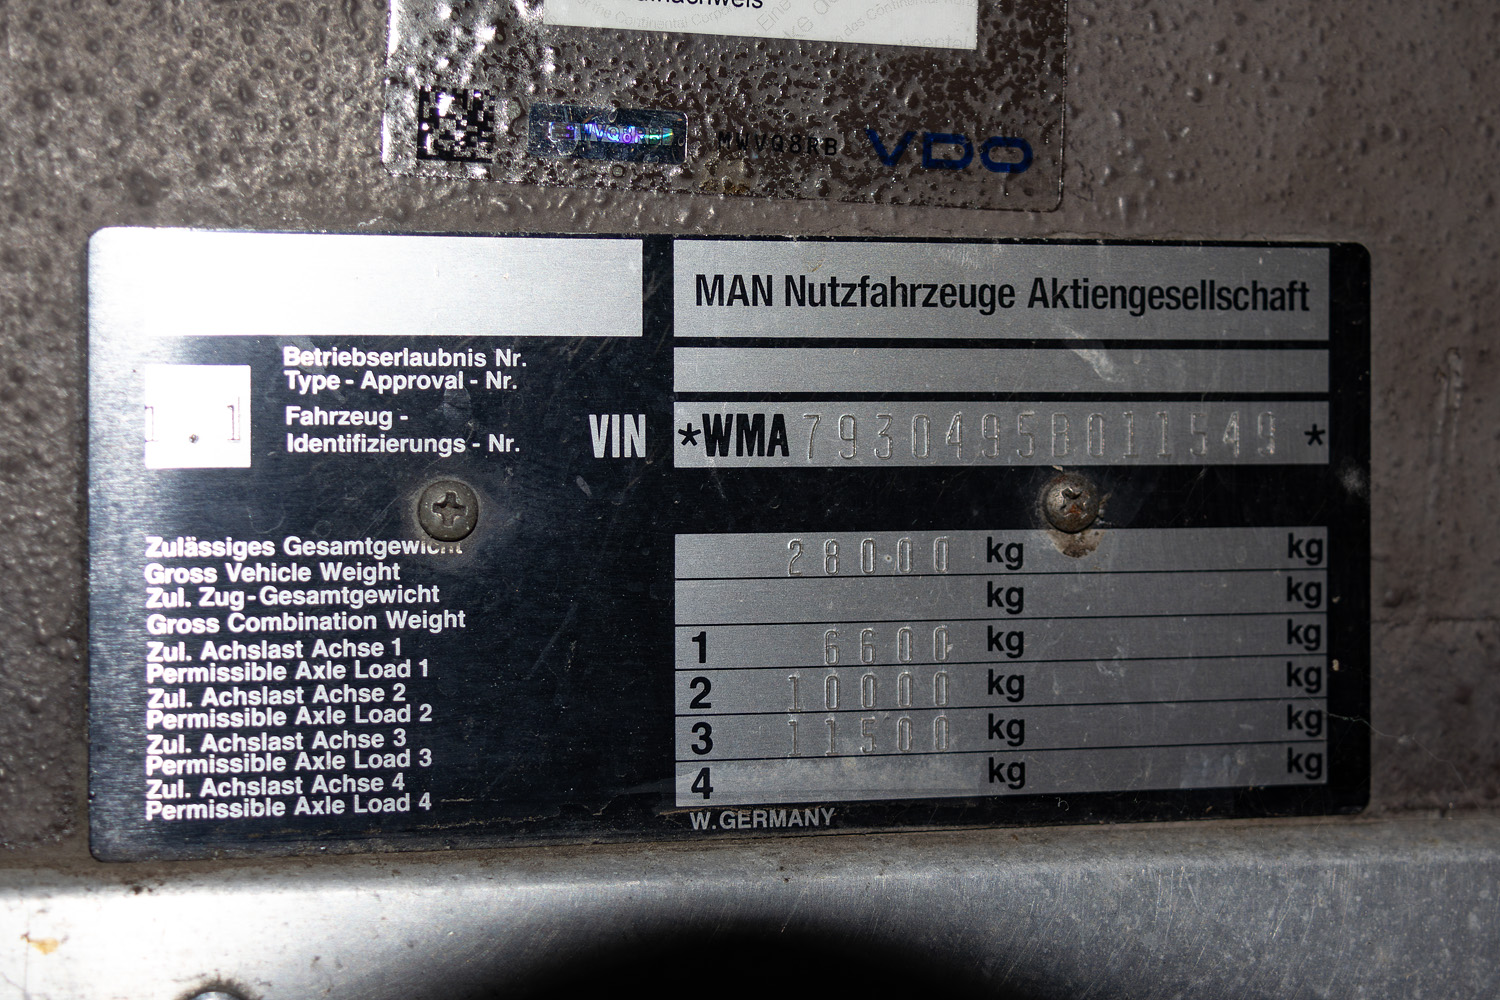 MWVQ8RB
MWVQ8RB VDO
MAN Nutzfahrzeuge Aktiengesellschaft
Betriebserlaubnis Nr.
Type - Approval - Nr.
Fahrzeug -
Identifizierungs - Nr.
VIN *WMA7930495B011549*
Zulässiges Gesamtgewicht 28000 kg kg
Gross Vehicle Weight
Zul. Zug-Gesamtgewicht kg kg
Gross Combination Weight
Zul. Achslast Achse 1 1 6600 kg kg
Permissible Axle Load 1
Zul. Achslast Achse 2 2 10000 kg kg
Permissible Axle Load 2
Zul. Achslast Achse 3 3 11500 kg kg
Permissible Axle Load 3
Zul. Achslast Achse 4 4 kg kg
Permissible Axle Load 4
W.GERMANY